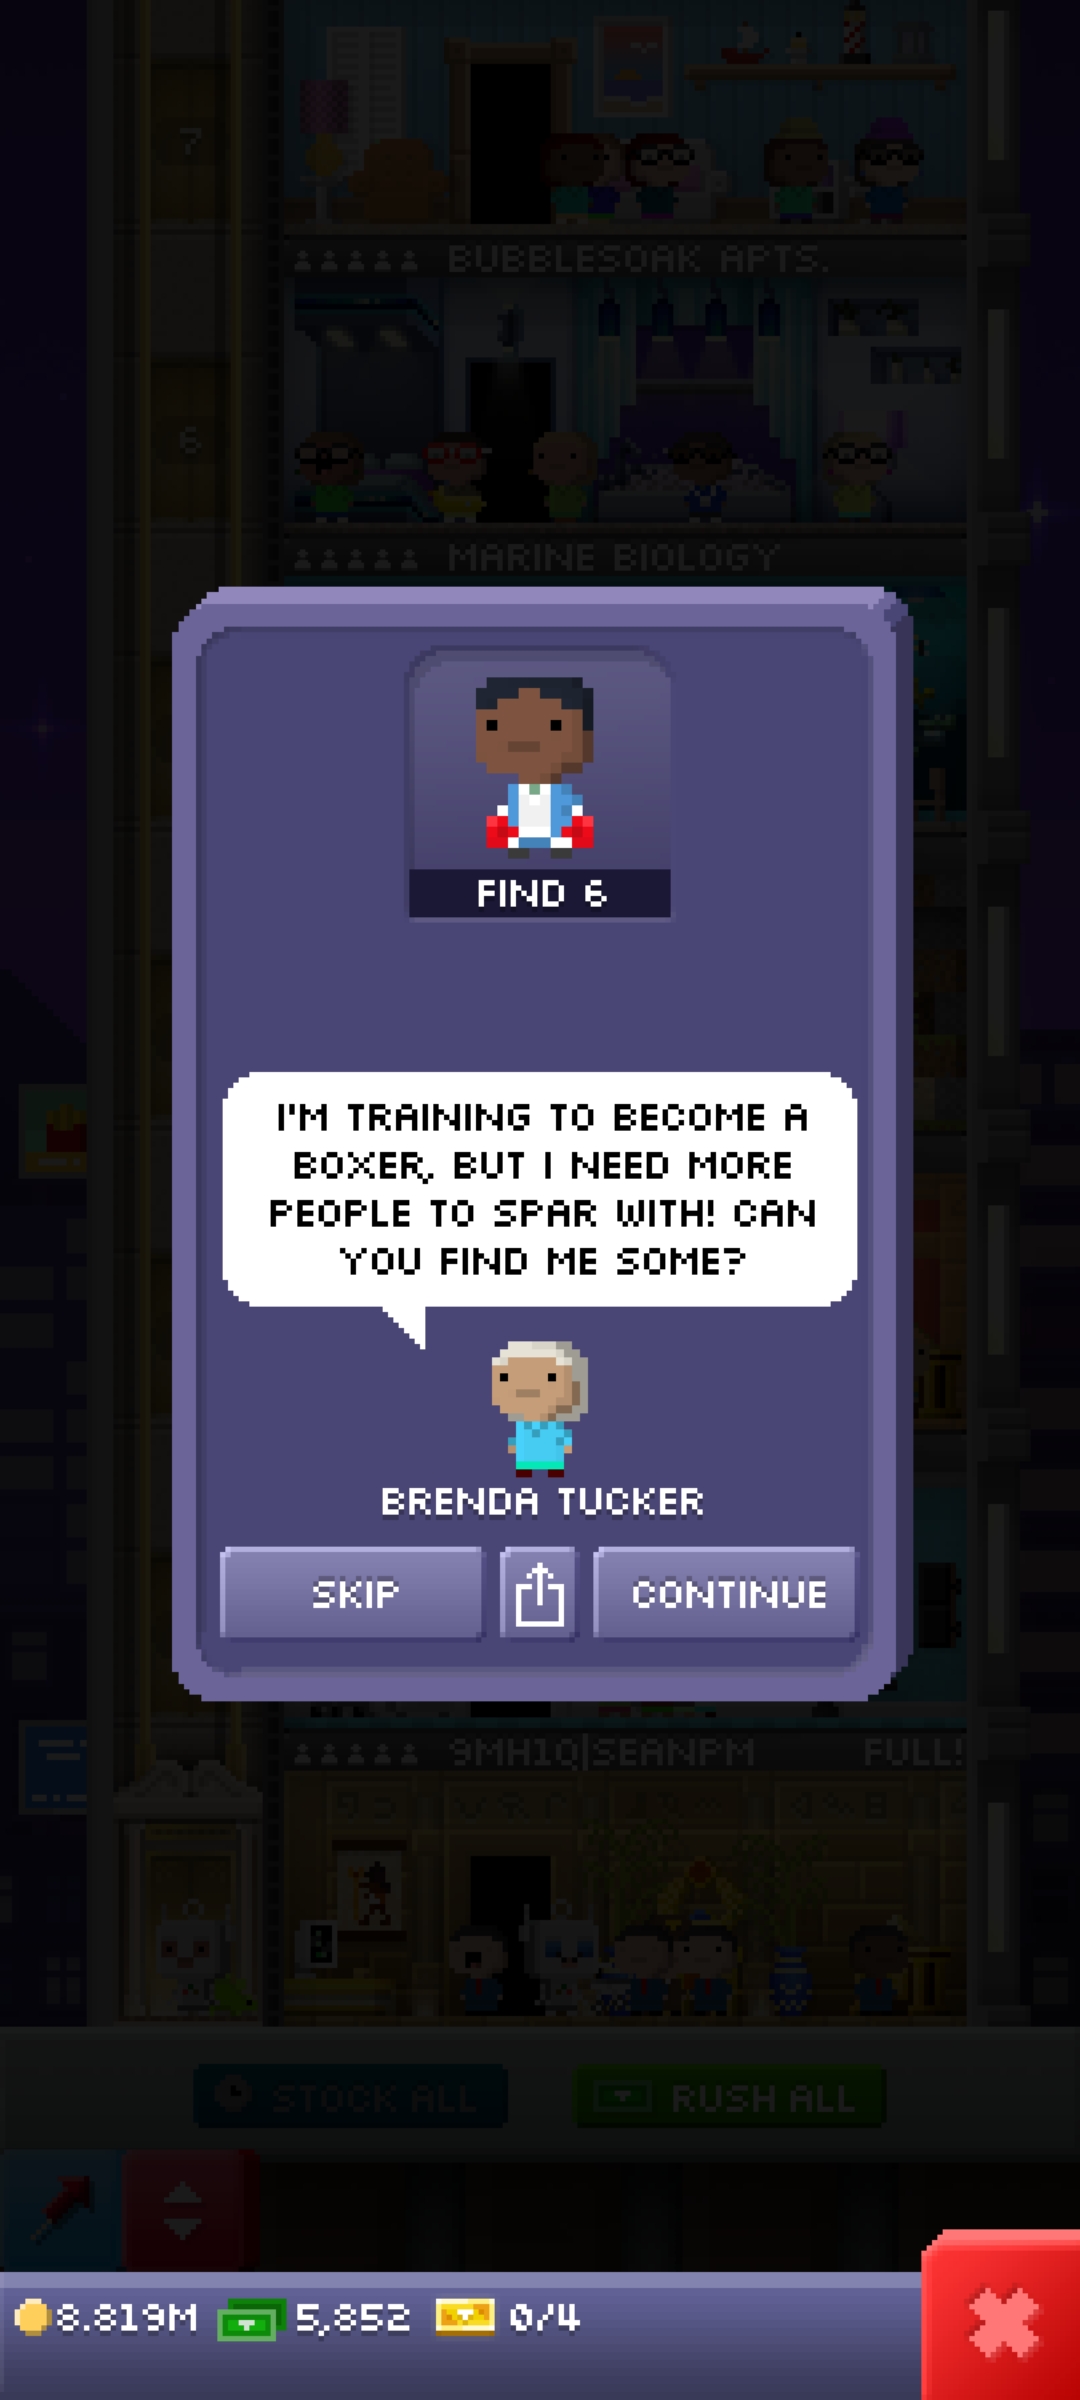 7
BUBBLESOAK APTS.
6
MARINE BIOLOGY
FIND 6
I'M TRAINING TO BECOME A
BOXER, BUT I NEED MORE
PEOPLE TO SPAR WITH! CAN
YOU FIND ME SOME?
BRENDA TUCKER
SKIP
CONTINUE
9MH1Q|SEANPM FULL!
STOCK ALL
RUSH ALL
8.819M
5,852
0/4